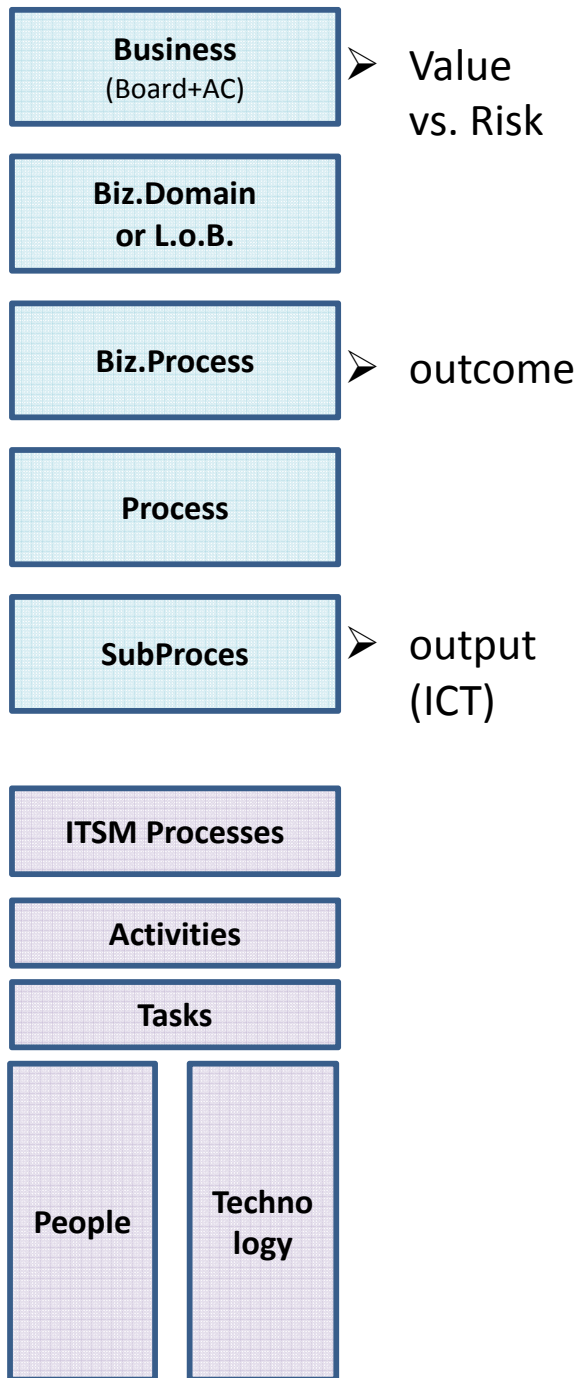 Business
(Board+AC)
➢ Value
vs. Risk
Biz.Domain
or L.o.B.
Biz.Process
➢ outcome
Process
SubProces
➢ output
(ICT)
ITSM Processes
Activities
Tasks
People
Techno
logy